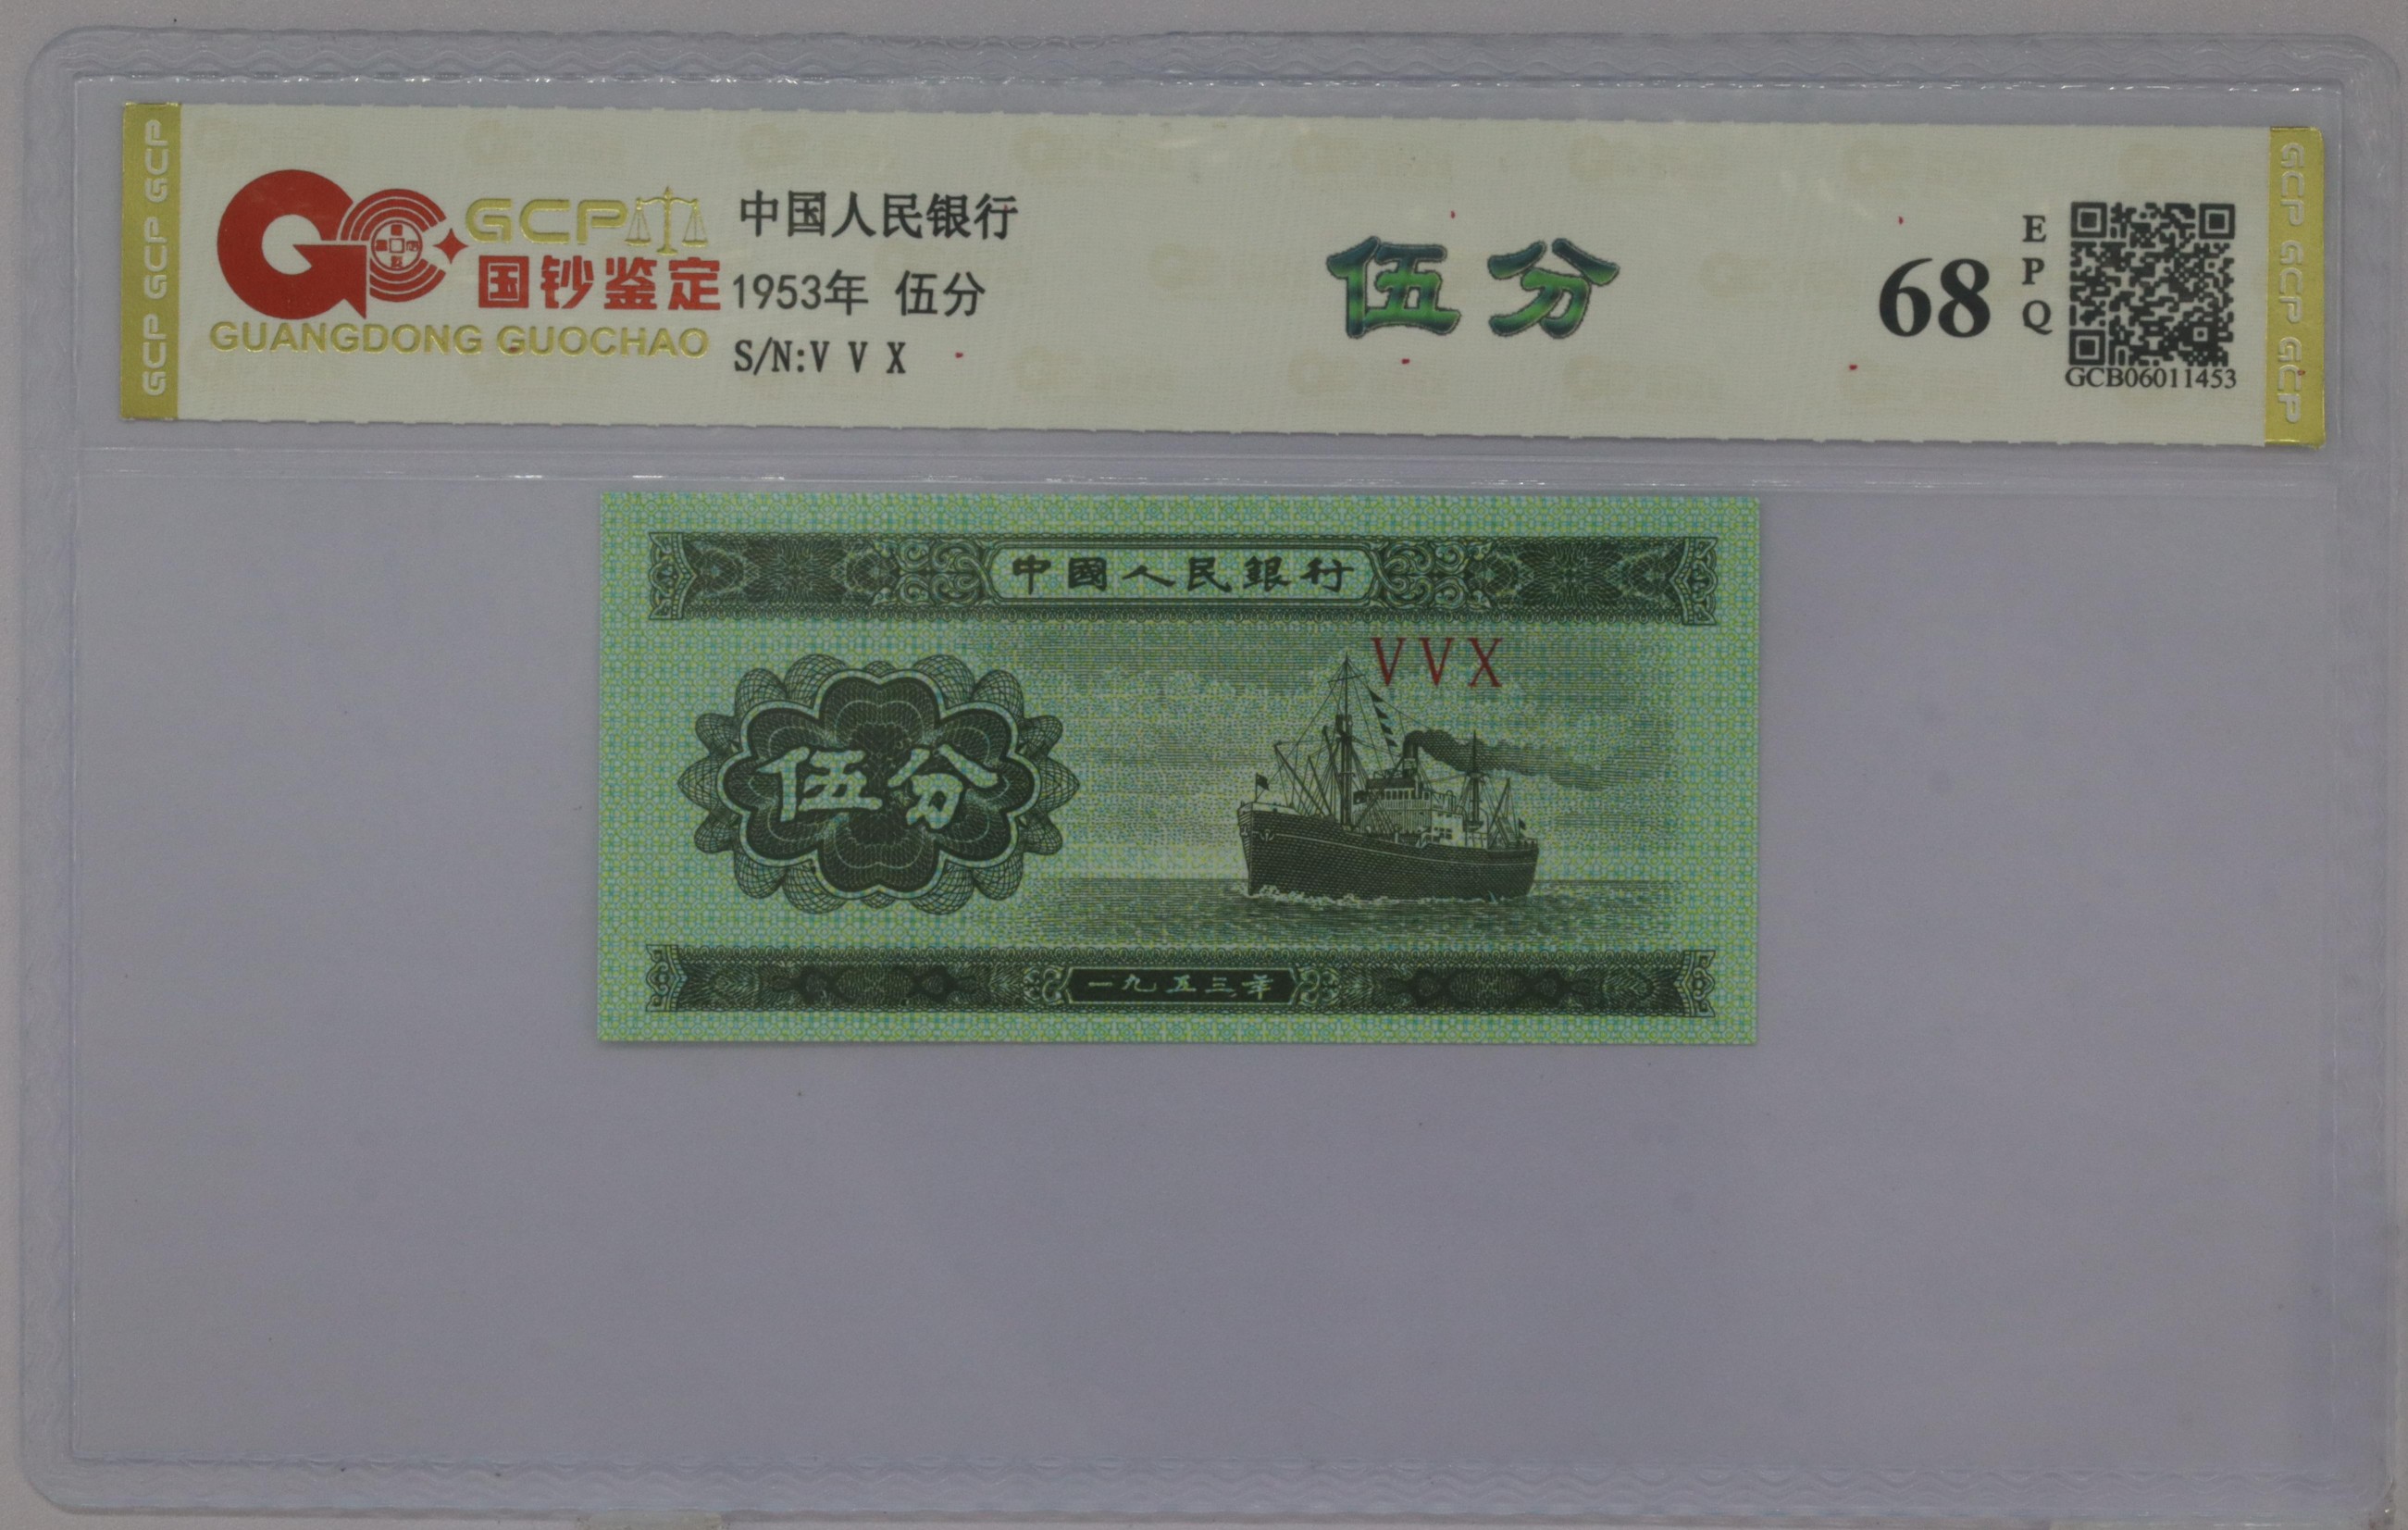 GCP GCP GCP
GCP
国钞鉴定
GUANGDONG GUOCHAO
中国人民银行
1953年 伍分
S/N:V V X
伍分
68
E
P
Q
GCB06011453
GCP GCP GCP
中國人民銀行
VVX
伍分
一九五三年